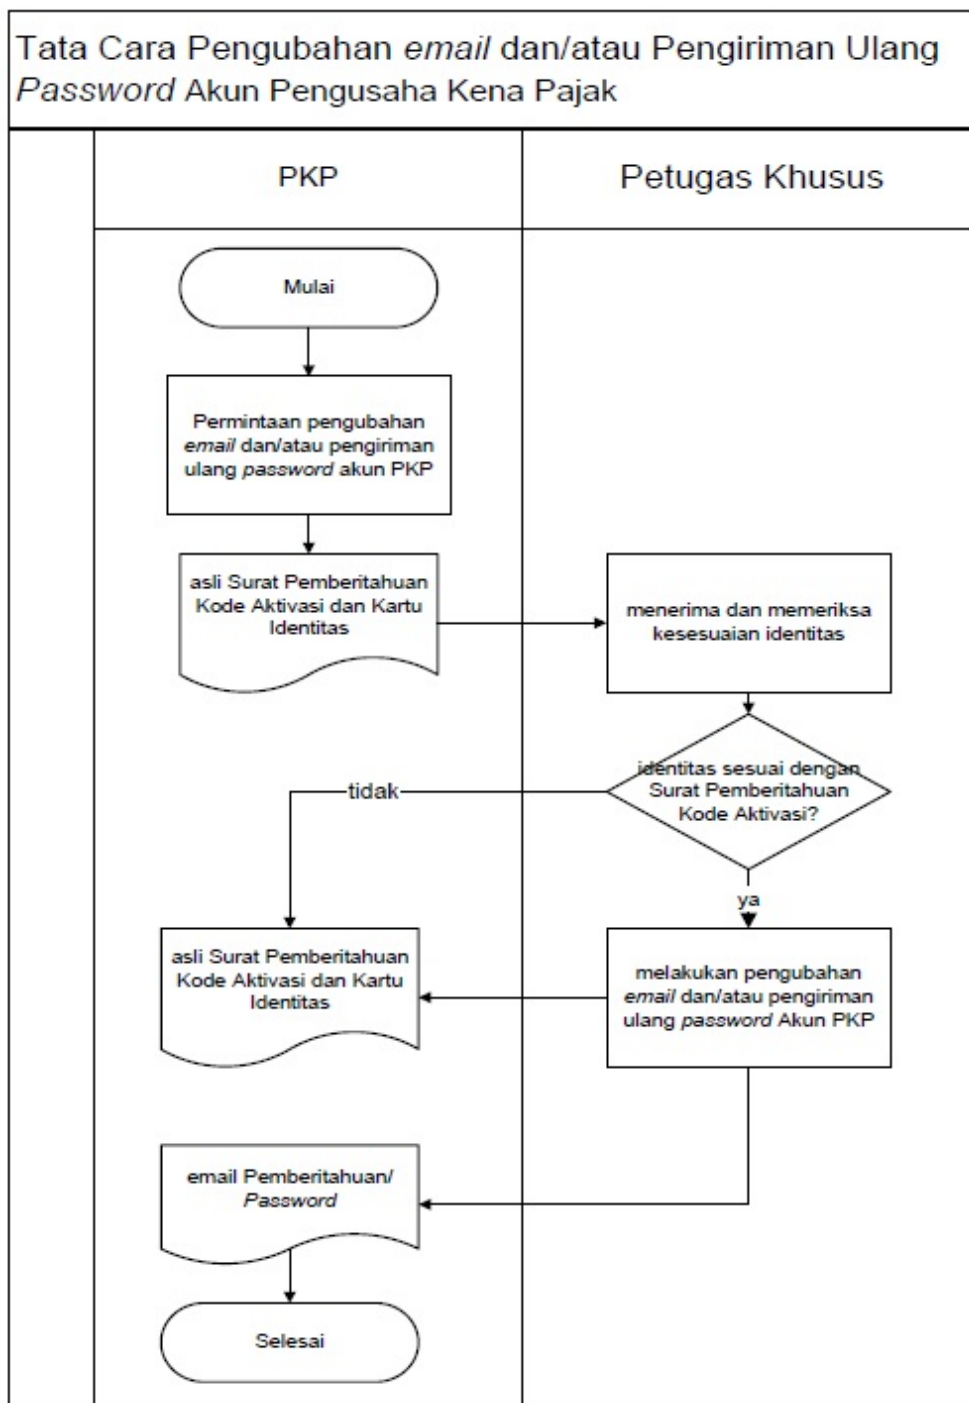 Tata Cara Pengubahan email dan/atau Pengiriman Ulang
Password Akun Pengusaha Kena Pajak
PKP
Petugas Khusus
Mulai
Permintaan pengubahan
email dan/atau pengiriman
ulang password akun PKP
asli Surat Pemberitahuan
Kode Aktivasi dan Kartu
Identitas
menerima dan memeriksa
kesesuaian identitas
identitas sesuai dengan
Surat Pemberitahuan
Kode Aktivasi?
tidak
ya
asli Surat Pemberitahuan
Kode Aktivasi dan Kartu
Identitas
melakukan pengubahan
email dan/atau pengiriman
ulang password Akun PKP
email Pemberitahuan/
Password
Selesai